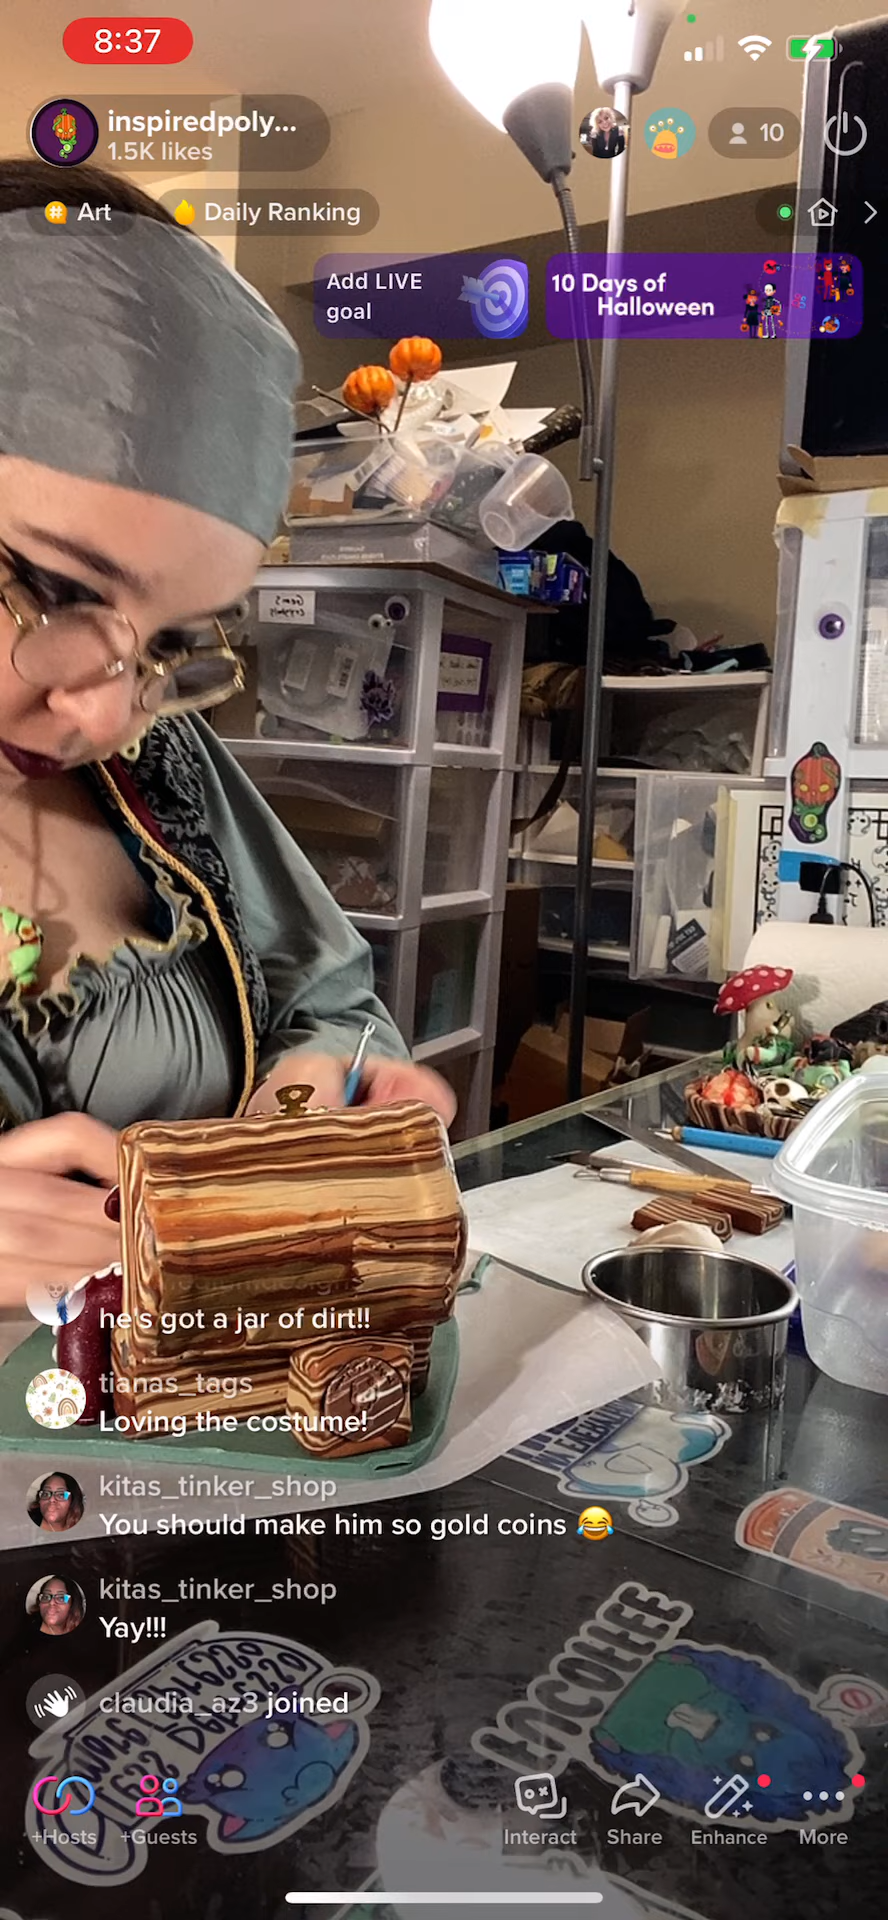 8:37
inspiredpoly...
1.5K likes
10
Art
Daily Ranking
Add LIVE
goal
10 Days of
Halloween
he's got a jar of dirt!!
tianas_tags
Loving the costume!
kitas_tinker_shop
You should make him so gold coins 😂
kitas_tinker_shop
Yay!!!
claudia_az3 joined
+Hosts
+Guests
Interact
Share
Enhance
More